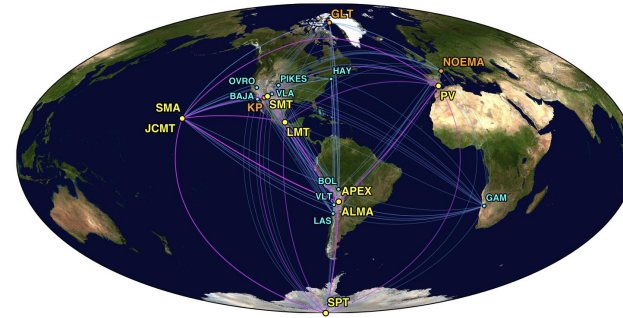 GLT
NOEMA
HAY
PIKES
OVRO
PV
VLA
BAJA
SMT
KP
SMA
LMT
JCMT
BOL
APEX
VLT
GAM
ALMA
LAS
SPT